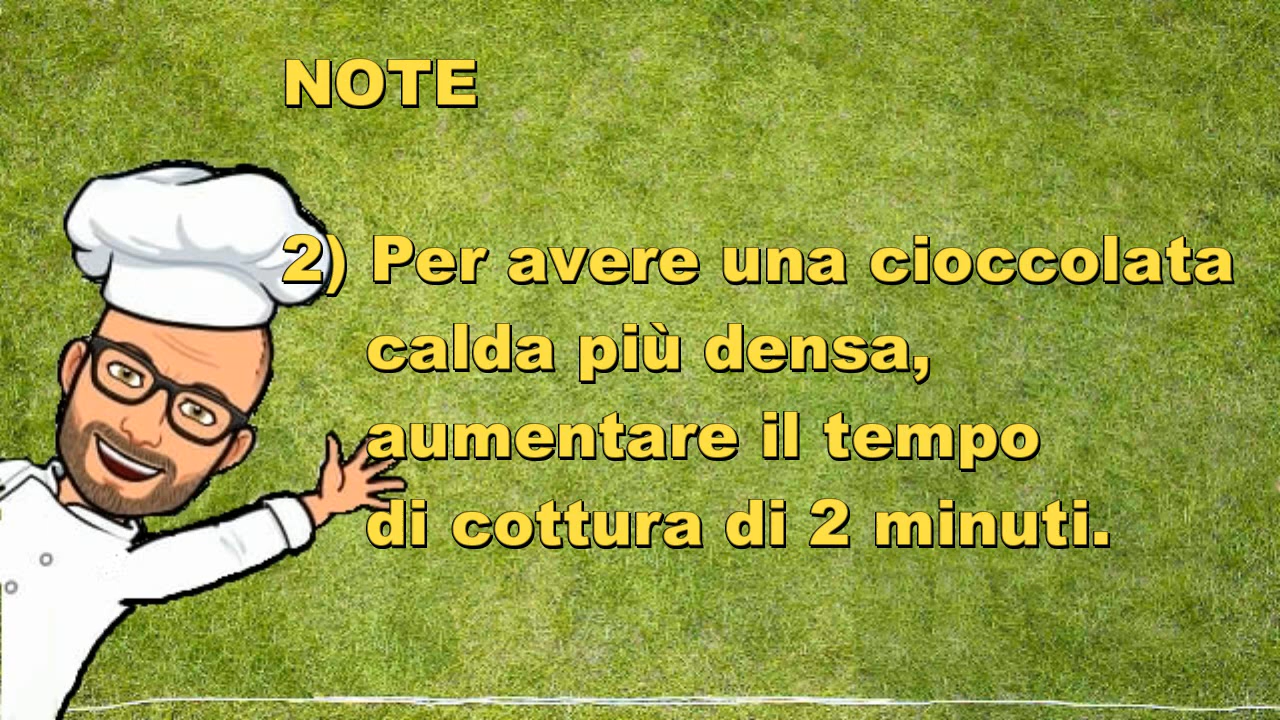 NOTE
2) Per avere una cioccolata
calda più densa,
aumentare il tempo
di cottura di 2 minuti.